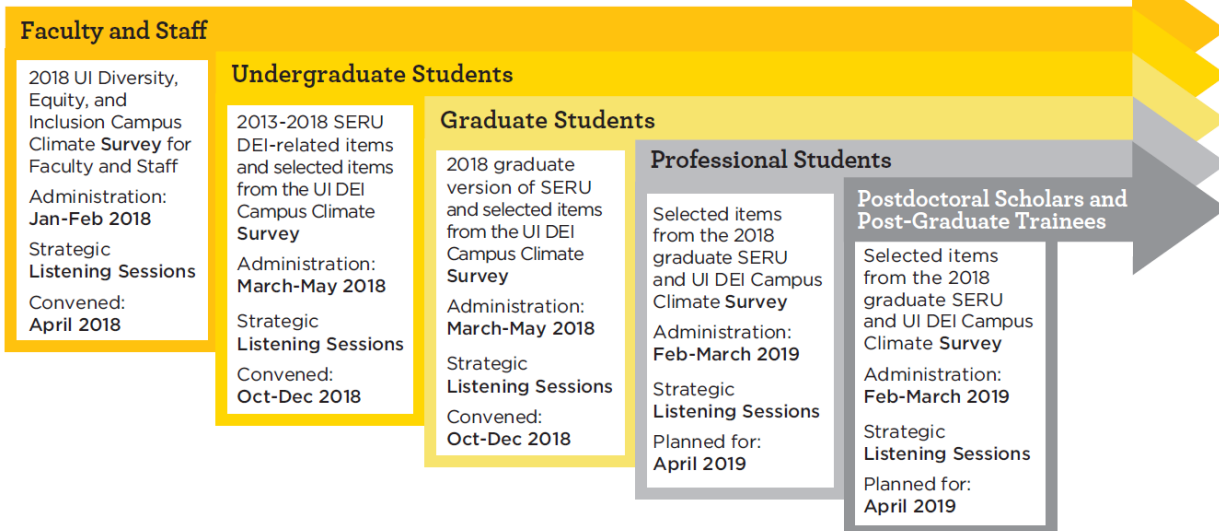 Faculty and Staff
2018 UI Diversity,
Equity, and
Inclusion Campus
Climate Survey for
Faculty and Staff
Administration:
Jan-Feb 2018
Strategic
Listening Sessions
Convened:
April 2018
Undergraduate Students
2013-2018 SERU
DEI-related items
and selected items
from the UI DEI
Campus Climate
Survey
Administration:
March-May 2018
Strategic
Listening Sessions
Convened:
Oct-Dec 2018
Graduate Students
2018 graduate
version of SERU
and selected items
from the UI DEI
Campus Climate
Survey
Administration:
March-May 2018
Strategic
Listening Sessions
Convened:
Oct-Dec 2018
Professional Students
Selected items
from the 2018
graduate SERU
and UI DEI Campus
Climate Survey
Administration:
Feb-March 2019
Strategic
Listening Sessions
Planned for:
April 2019
Postdoctoral Scholars and
Post-Graduate Trainees
Selected items
from the 2018
graduate SERU
and UI DEI Campus
Climate Survey
Administration:
Feb-March 2019
Strategic
Listening Sessions
Planned for:
April 2019